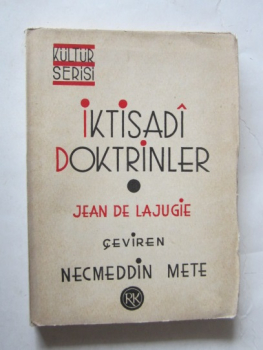 KÜLTÜR
SERİSİ
İKTİSADÎ
DOKTRİNLER
JEAN DE LAJUGIE
ÇEVİREN
NECMEDDİN METE
RK